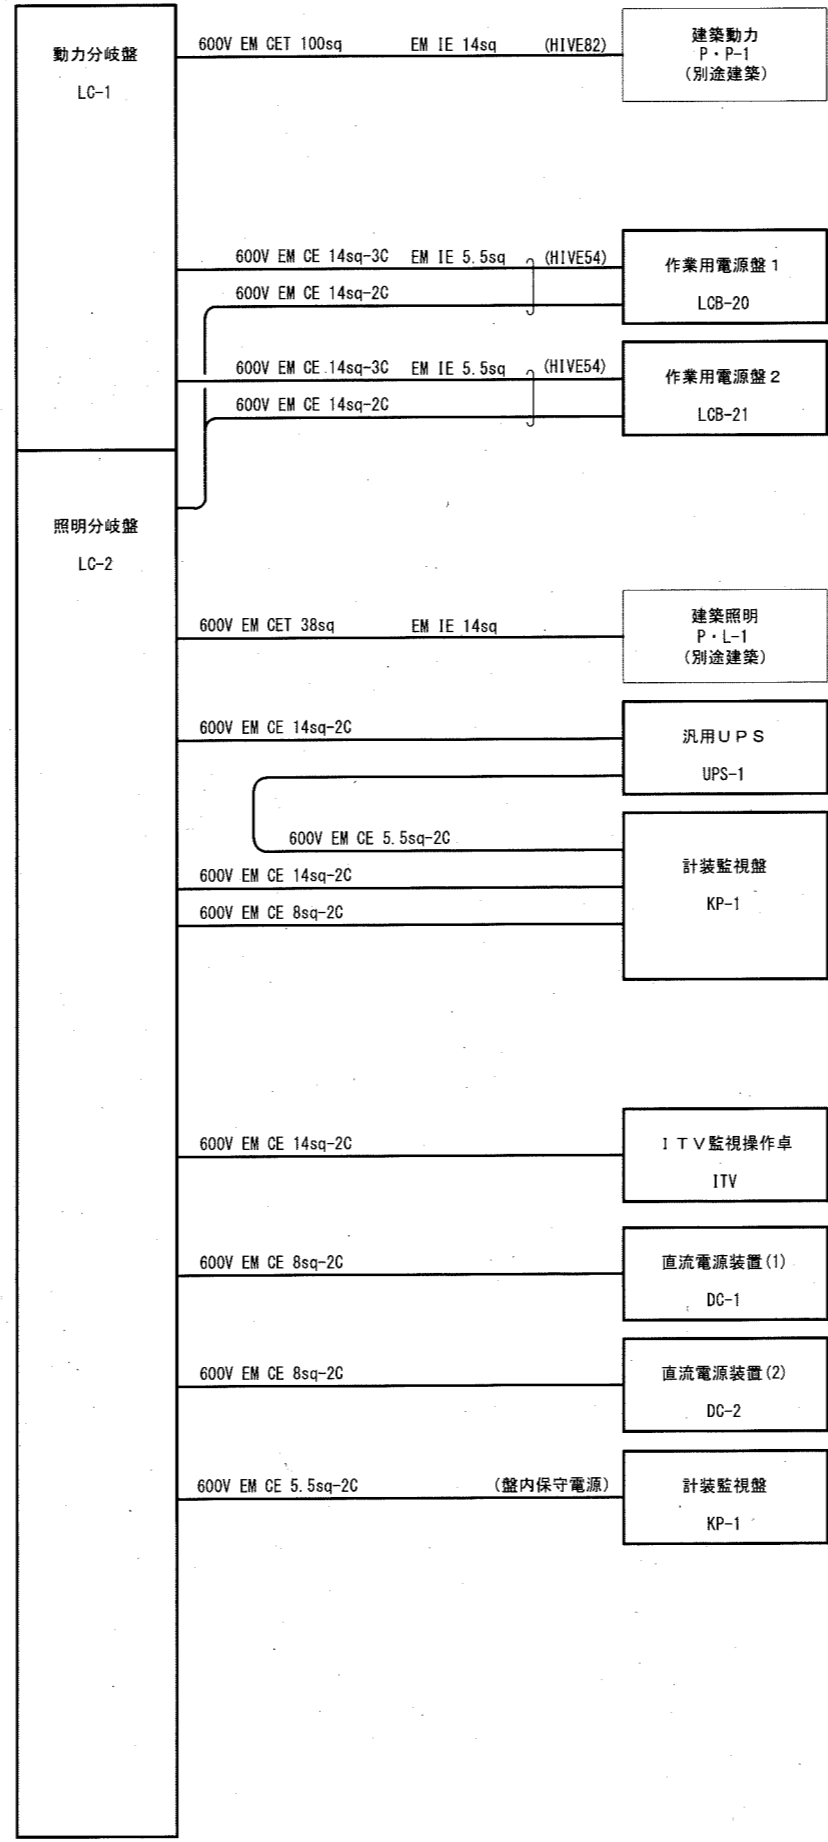 動力分岐盤
LC-1
600V EM CET 100sq EM IE 14sq (HIVE82)
建築動力
P・P-1
(別途建築)
600V EM CE 14sq-3C EM IE 5.5sq (HIVE54)
600V EM CE 14sq-2C
作業用電源盤1
LCB-20
600V EM CE 14sq-3C EM IE 5.5sq (HIVE54)
600V EM CE 14sq-2C
作業用電源盤2
LCB-21
照明分岐盤
LC-2
600V EM CET 38sq EM IE 14sq
建築照明
P・L-1
(別途建築)
600V EM CE 14sq-2C
汎用UPS
UPS-1
600V EM CE 5.5sq-2C
600V EM CE 14sq-2C
600V EM CE 8sq-2C
計装監視盤
KP-1
600V EM CE 14sq-2C
ITV監視操作卓
ITV
600V EM CE 8sq-2C
直流電源装置(1)
DC-1
600V EM CE 8sq-2C
直流電源装置(2)
DC-2
600V EM CE 5.5sq-2C (盤内保守電源)
計装監視盤
KP-1